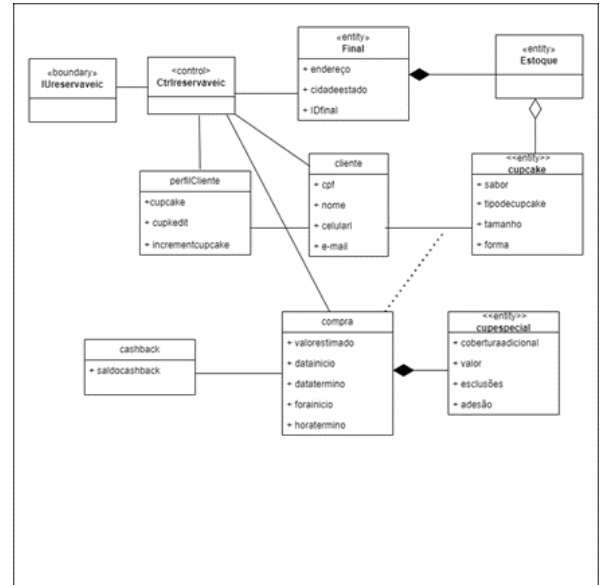 «entity»
Final
+ endereço
+ cidadeestado
+ IDfinal
«entity»
Estoque
«boundary»
IUreservaveic
«control»
Ctrlreservaveic
<<entity>>
cupcake
+ sabor
+ tipodecupcake
+ tamanho
+ forma
cliente
+ cpf
+ nome
+ celularl
+ e-mail
perfilCliente
+cupcake
+ cupkedit
+ incrementcupcake
compra
+ valorestimado
+ datainicio
+ datatermino
+ forainicio
+ horatermino
<<entity>>
cupespecial
+ coberturaadicional
+ valor
+ esclusões
+ adesão
cashback
+ saldocashback